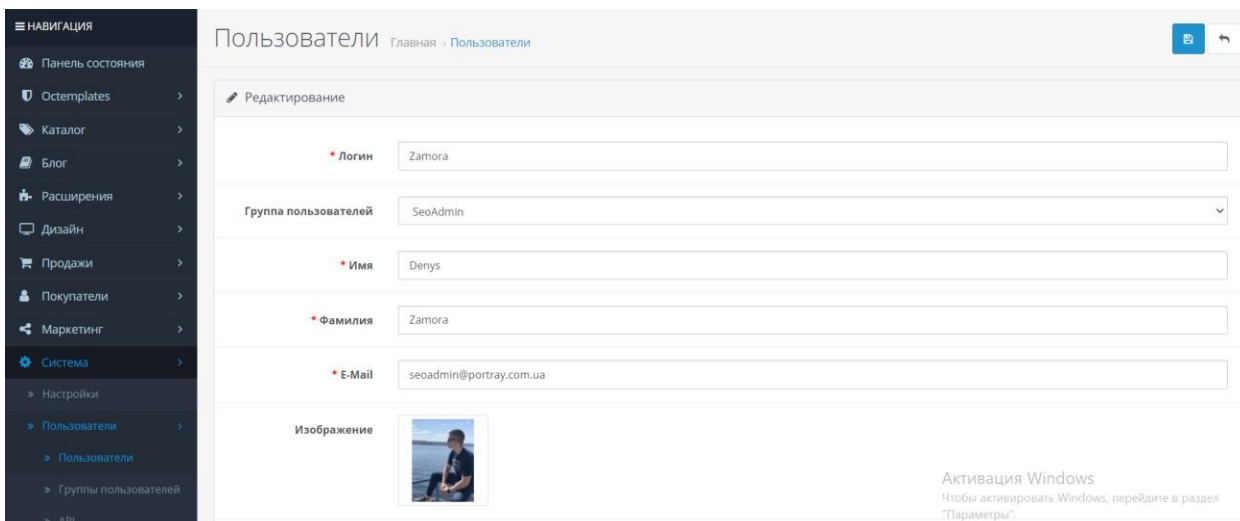 НАВИГАЦИЯ
Панель состояния
Octemplates
Каталог
Блог
Расширения
Дизайн
Продажи
Покупатели
Маркетинг
Система
» Настройки
» Пользователи
» Пользователи
» Группы пользователей
» API
Пользователи Главная › Пользователи
Редактирование
* Логин Zamora
Группа пользователей SeoAdmin
* Имя Denys
* Фамилия Zamora
* E-Mail seoadmin@portray.com.ua
Изображение
Активация Windows
Чтобы активировать Windows, перейдите в раздел
"Параметры".